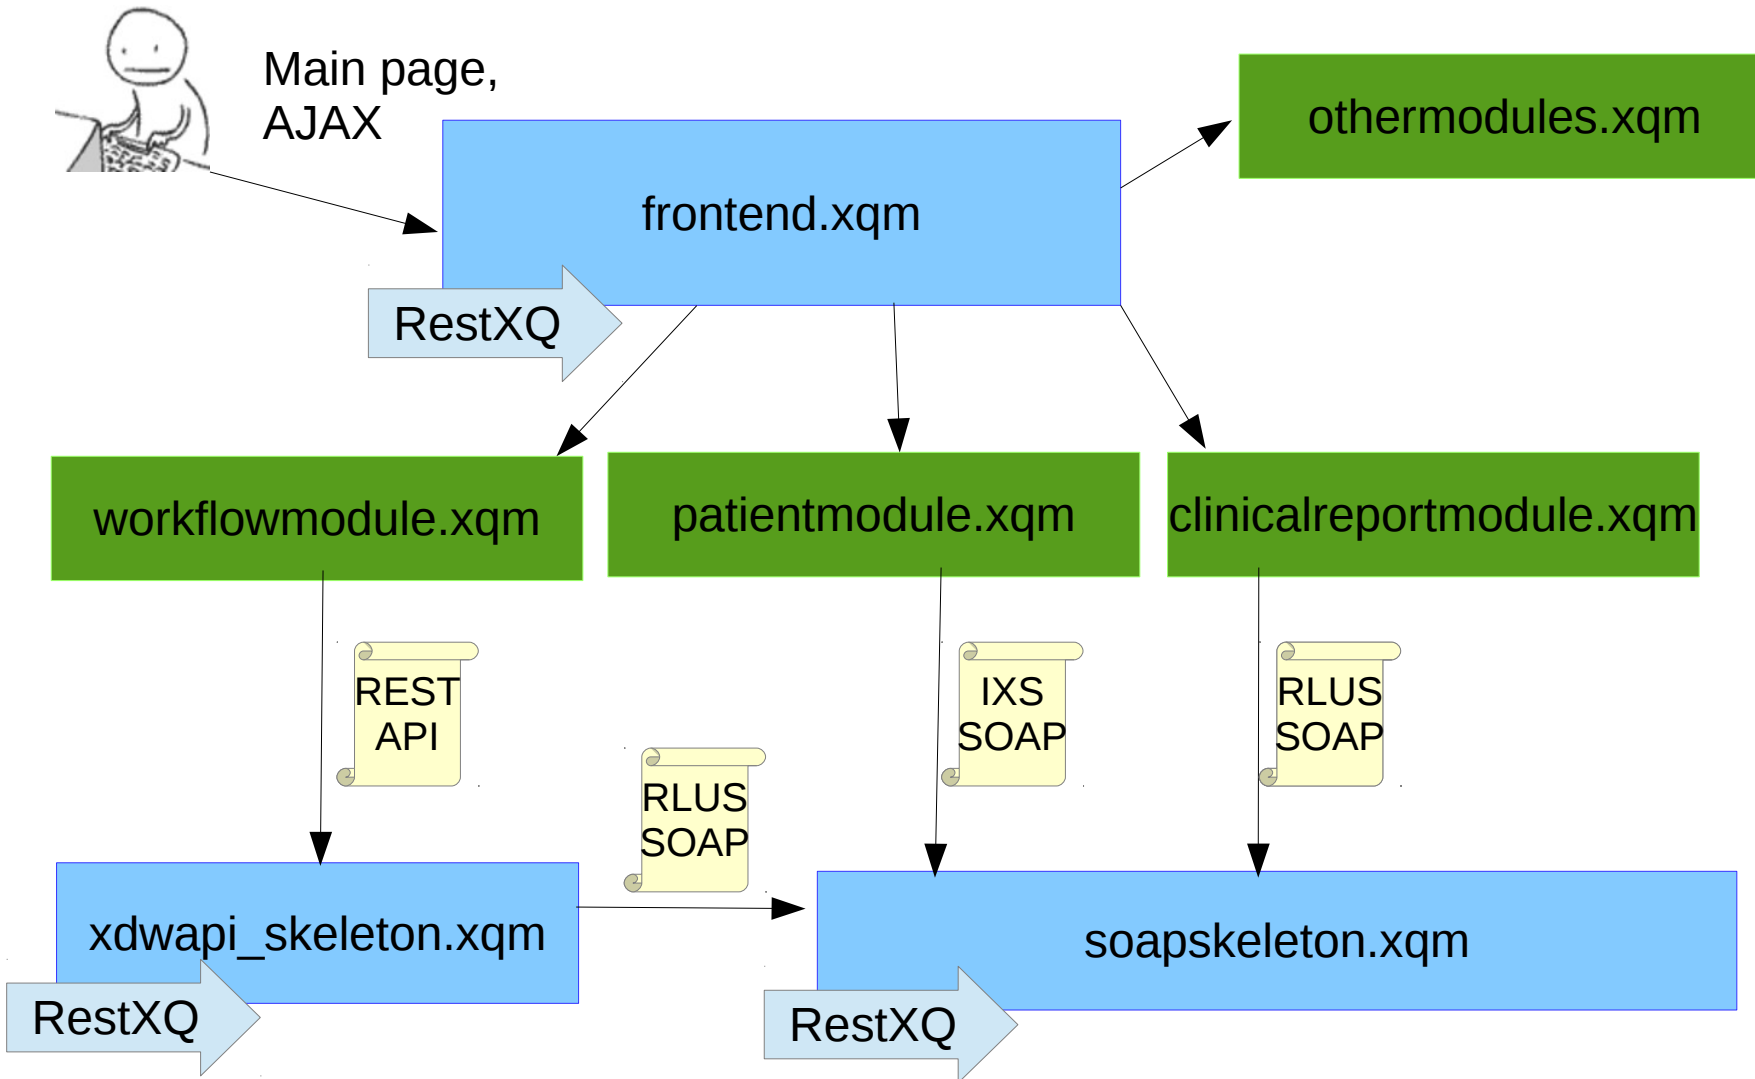 Main page,
AJAX
othermodules.xqm
frontend.xqm
RestXQ
workflowmodule.xqm
patientmodule.xqm
clinicalreportmodule.xqm
REST
API
IXS
SOAP
RLUS
SOAP
RLUS
SOAP
xdwapi_skeleton.xqm
soapskeleton.xqm
RestXQ
RestXQ